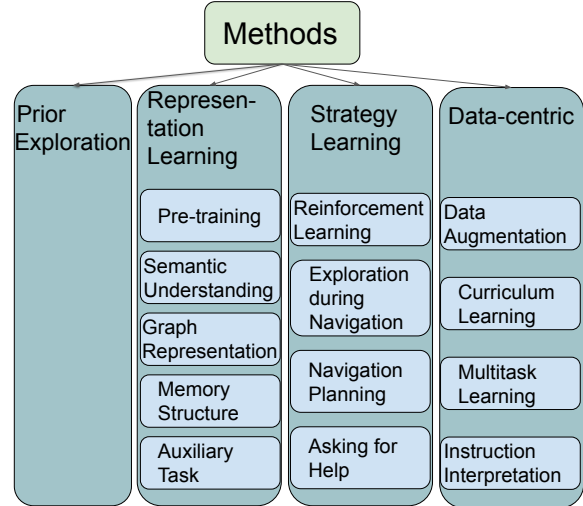 Methods
Prior
Exploration
Represen-
tation
Learning
Pre-training
Semantic
Understanding
Graph
Representation
Memory
Structure
Auxiliary
Task
Strategy
Learning
Reinforcement
Learning
Exploration
during
Navigation
Navigation
Planning
Asking for
Help
Data-centric
Data
Augmentation
Curriculum
Learning
Multitask
Learning
Instruction
Interpretation